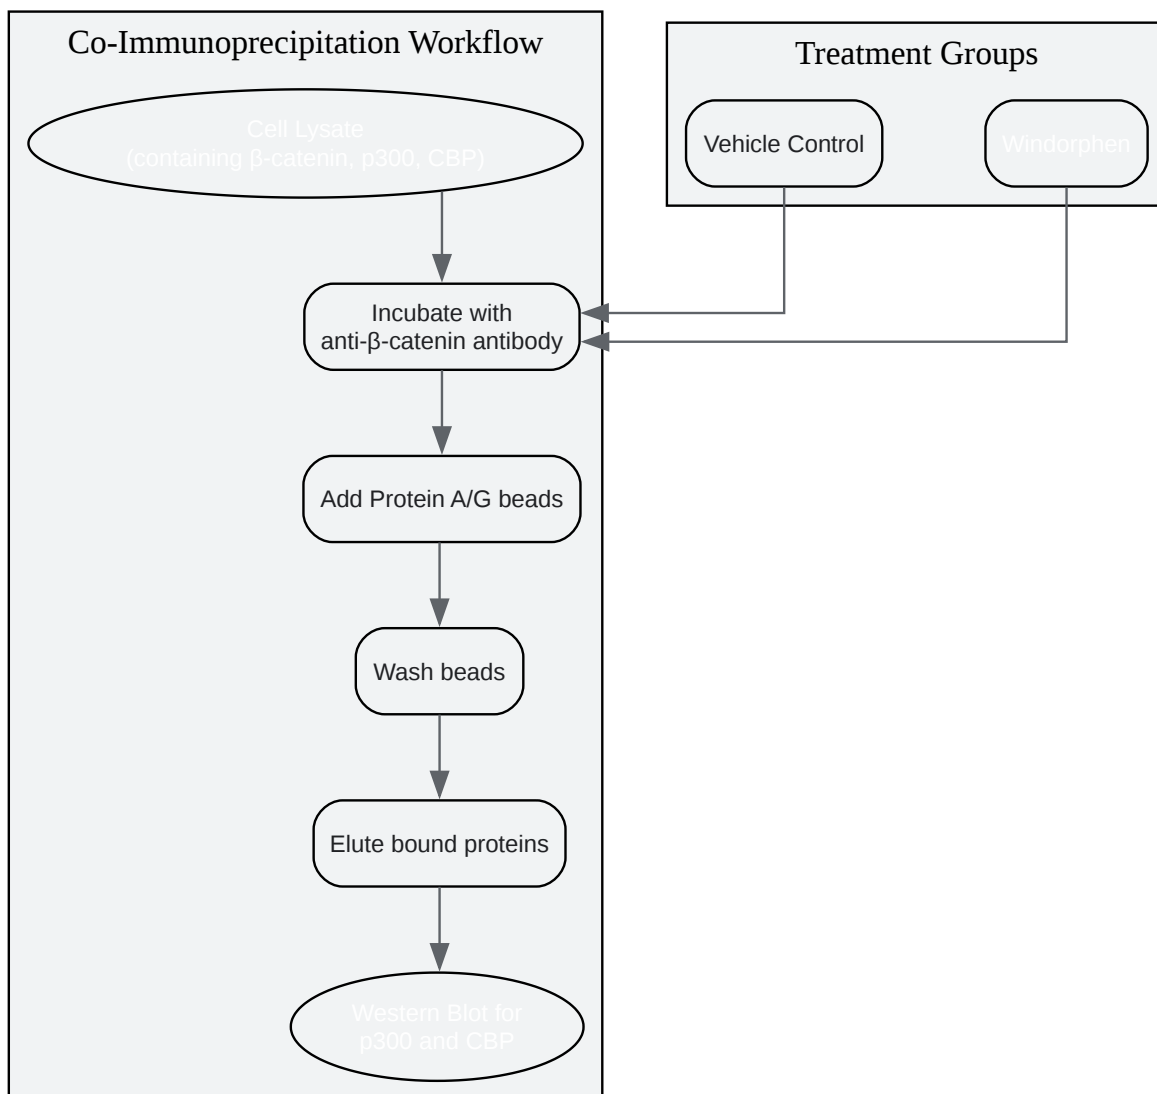 Co-Immunoprecipitation Workflow
Treatment Groups
Cell Lysate
(containing β-catenin, p300, CBP)
Vehicle Control
Windorphen
Incubate with
anti-β-catenin antibody
Add Protein A/G beads
Wash beads
Elute bound proteins
Western Blot for
p300 and CBP